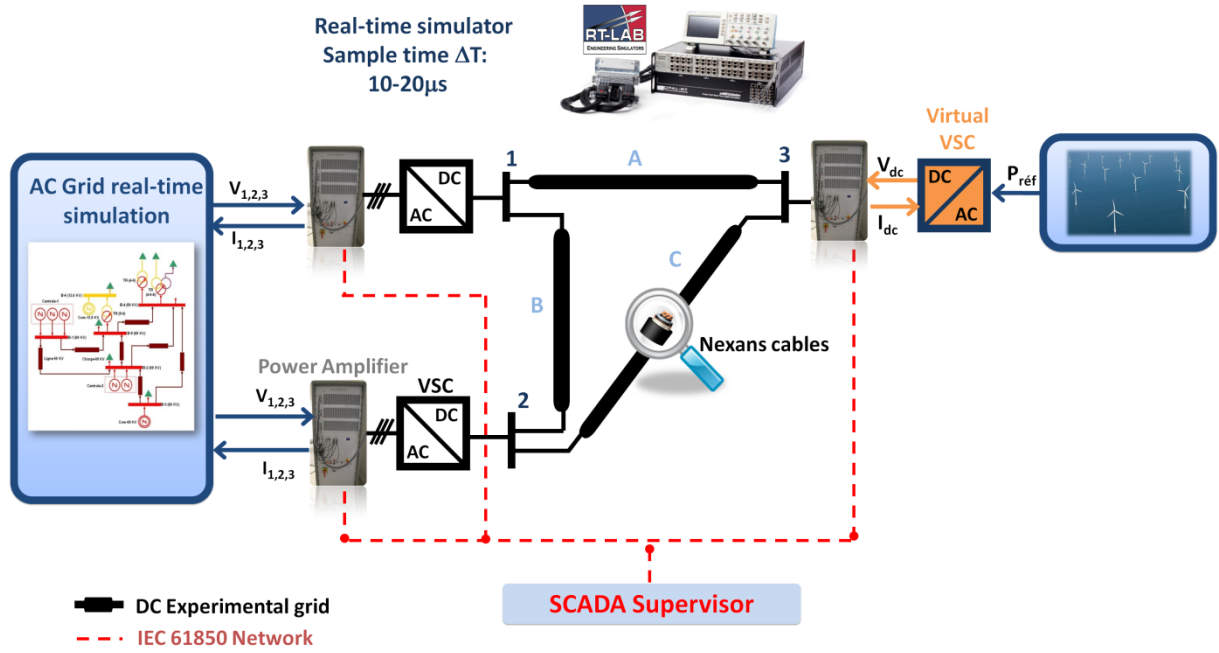 Real-time simulator
Sample time ΔT:
10-20μs
RT-LAB
ENGINEERING SIMULATORS
OPAL-RT
AC Grid real-time
simulation
V1,2,3
I1,2,3
DC
AC
1
A
3
Virtual
VSC
Vdc
Idc
DC
AC
Préf
B
C
Nexans cables
Power Amplifier
V1,2,3
I1,2,3
VSC
DC
AC
2
SCADA Supervisor
DC Experimental grid
IEC 61850 Network